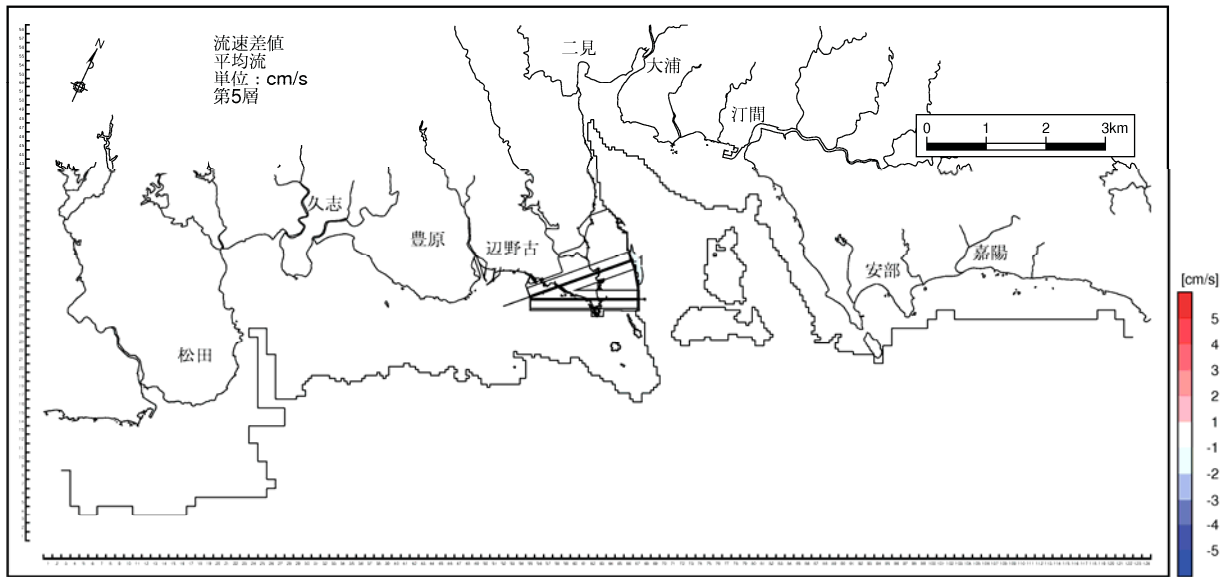 N
流速差値
平均流
単位：cm/s
第5層
二見
大浦
汀間
0 1 2 3km
久志
豊原
辺野古
安部
嘉陽
松田
-1
[cm/s]
5
4
3
2
1
-1
-2
-3
-4
-5